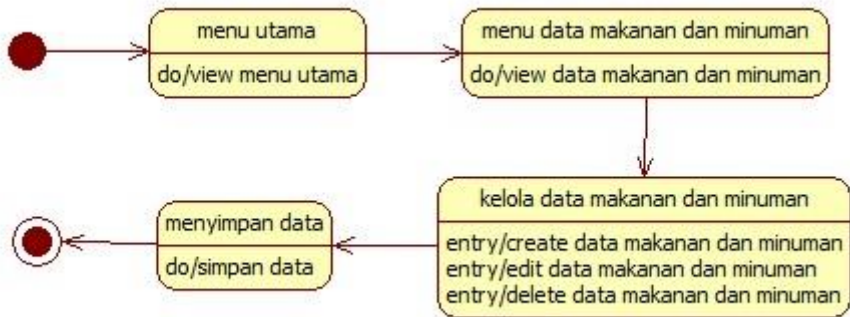 menu utama
do/view menu utama
menu data makanan dan minuman
do/view data makanan dan minuman
kelola data makanan dan minuman
entry/create data makanan dan minuman
entry/edit data makanan dan minuman
entry/delete data makanan dan minuman
menyimpan data
do/simpan data